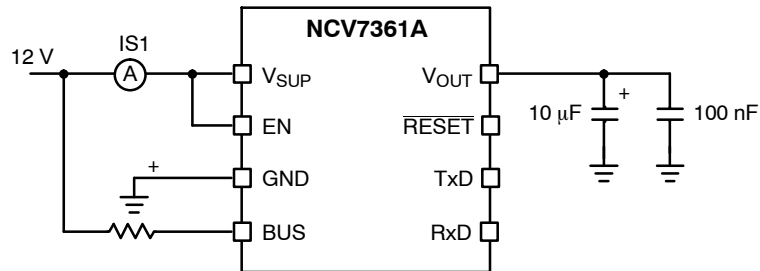 NCV7361A
IS1
12 V
A
V_SUP
V_OUT
EN
RESET
10 μF
+
100 nF
+
GND
TxD
BUS
RxD